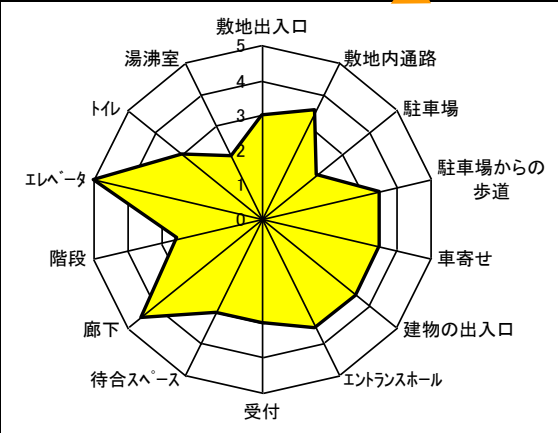 敷地出入口
敷地内通路
駐車場
駐車場からの
歩道
車寄せ
建物の出入口
ｴﾝﾄﾗﾝｽﾎｰﾙ
受付
待合ｽﾍﾟｰｽ
廊下
階段
ｴﾚﾍﾞｰﾀ
ﾄｲﾚ
湯沸室
5
4
3
2
1
0